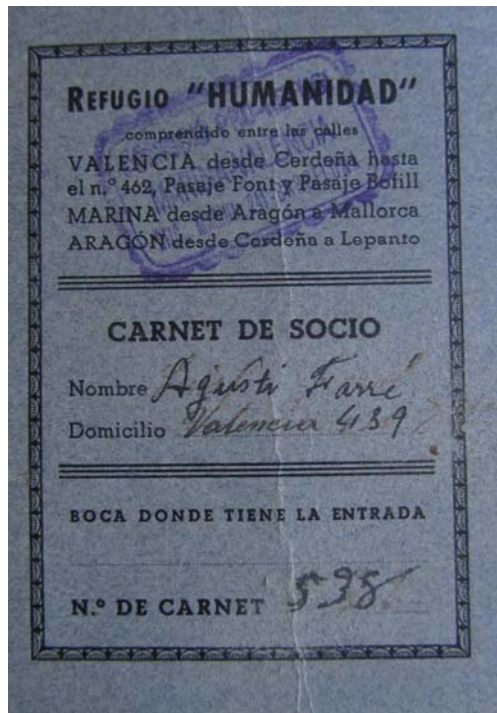 REFUGIO "HUMANIDAD"
comprendido entre las calles
VALENCIA desde Cerdeña hasta
el n.º 462, Pasaje Font y Pasaje Bofill
MARINA desde Aragón a Mallorca
ARAGÓN desde Cerdeña a Lepanto
CARNET DE SOCIO
Nombre Agustí Farré
Domicilio Valencia 439
BOCA DONDE TIENE LA ENTRADA
N.º DE CARNET 538